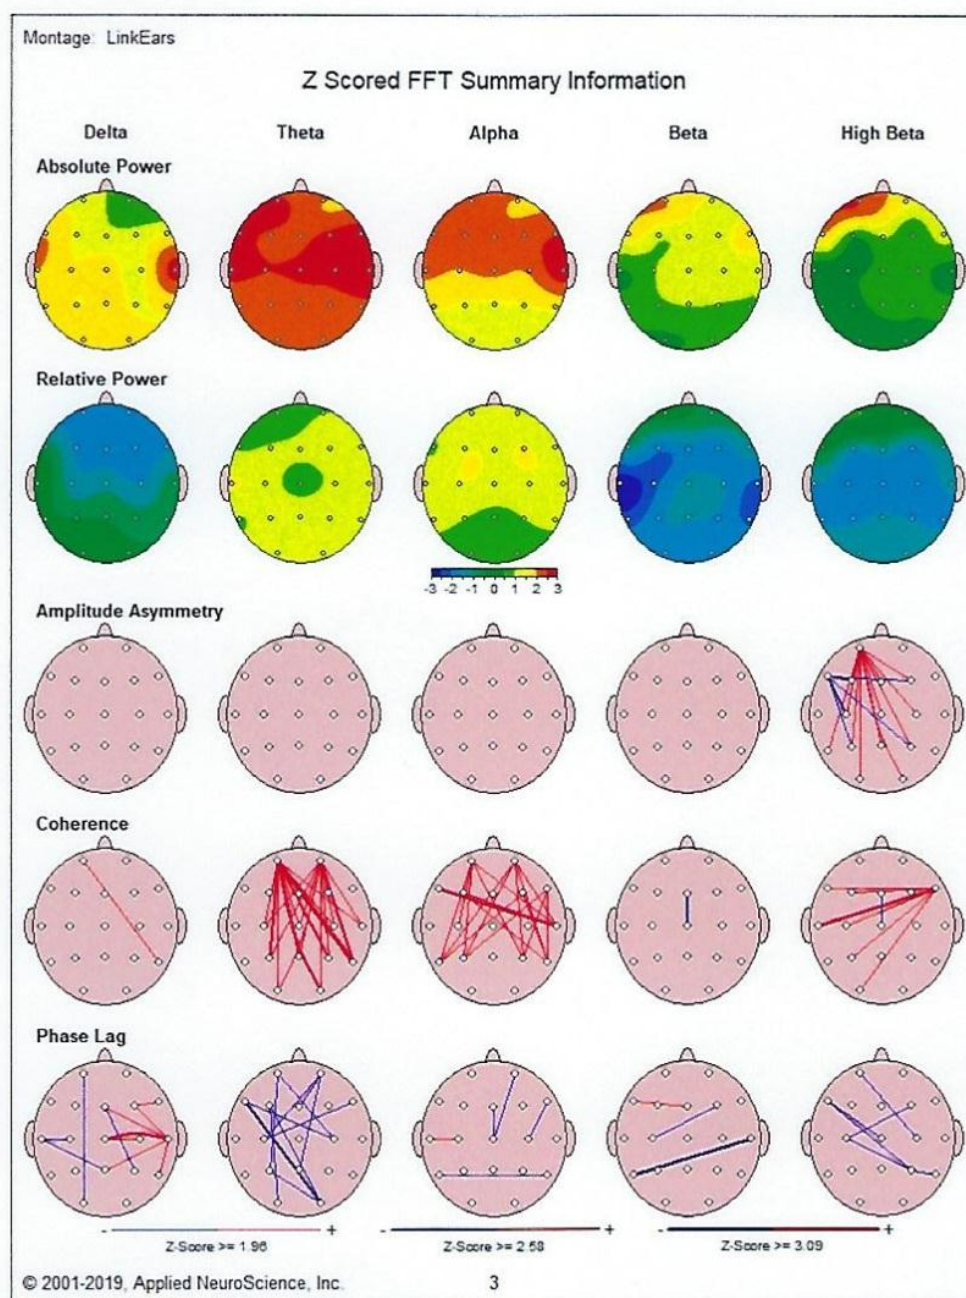 Montage: LinkEars
Z Scored FFT Summary Information
Delta Theta Alpha Beta High Beta
Absolute Power
Relative Power
-3 -2 -1 0 1 2 3
Amplitude Asymmetry
Coherence
Phase Lag
- + - + - +
Z-Score >= 1.96 Z-Score >= 2.58 Z-Score >= 3.09
© 2001-2019, Applied NeuroScience, Inc. 3